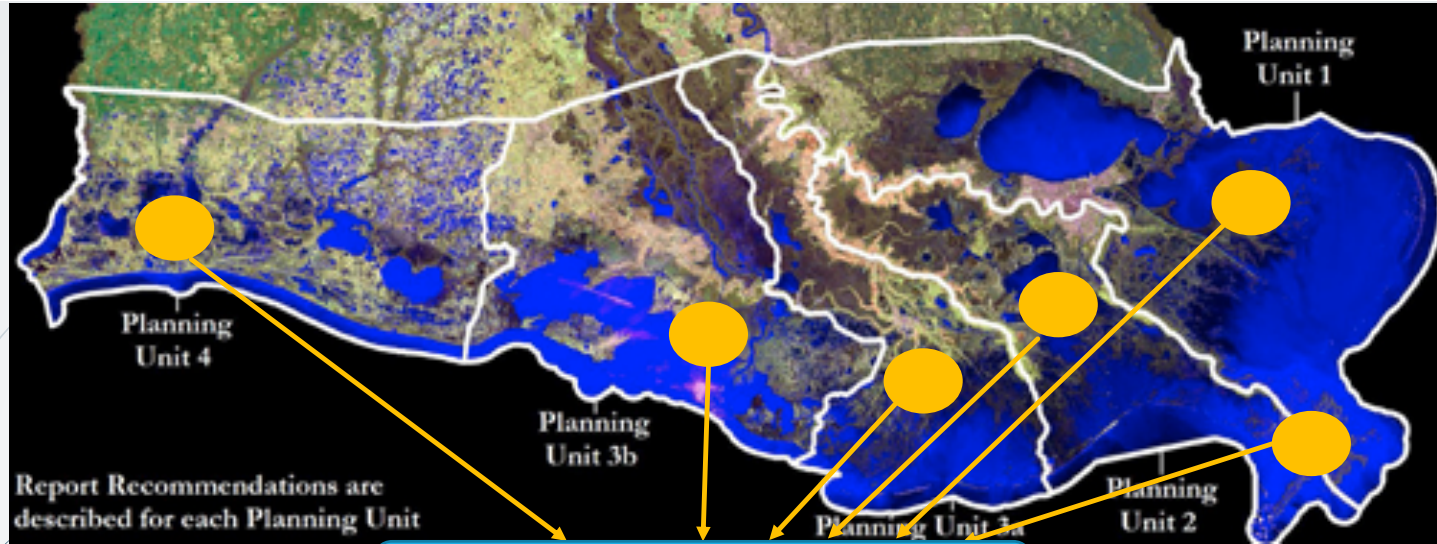 Planning
Unit 1
Planning
Unit 4
Planning
Unit 3b
Report Recommendations are
described for each Planning Unit
Planning
Unit 2
Planning Unit 3a